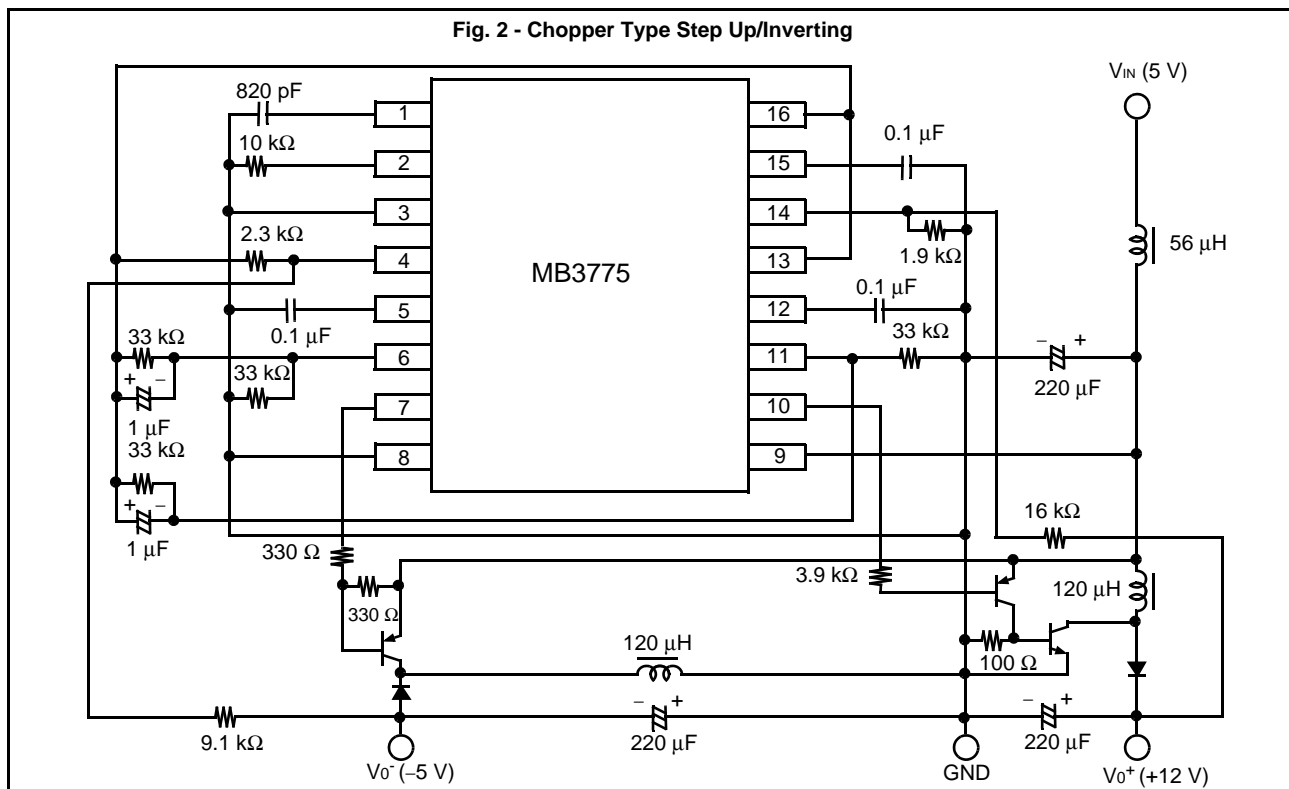 Fig. 2 - Chopper Type Step Up/Inverting
VIN (5 V)
820 pF
1
16
0.1 μF
10 kΩ
2
15
3
14
2.3 kΩ
1.9 kΩ
56 μH
4
13
MB3775
0.1 μF
5
12
0.1 μF
33 kΩ
33 kΩ
6
11
− +
220 μF
33 kΩ
+ −
1 μF
7
10
33 kΩ
8
9
+ −
1 μF
16 kΩ
330 Ω
3.9 kΩ
330 Ω
120 μH
120 μH
100 Ω
− +
− +
9.1 kΩ
220 μF
220 μF
V0- (−5 V)
GND
V0+ (+12 V)